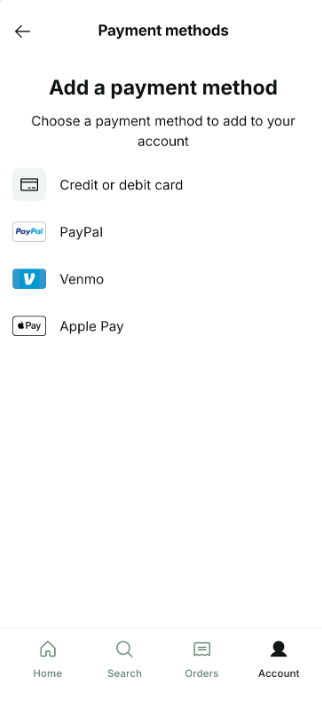 Payment methods
Add a payment method
Choose a payment method to add to your
account
Credit or debit card
PayPal PayPal
Venmo
Pay Apple Pay
Home Search Orders Account